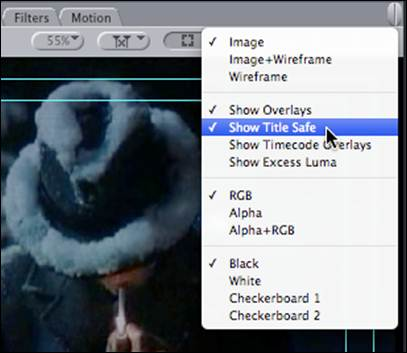 Filters Motion
55%
✓ Image
Image+Wireframe
Wireframe
✓ Show Overlays
✓ Show Title Safe
Show Timecode Overlays
Show Excess Luma
✓ RGB
Alpha
Alpha+RGB
✓ Black
White
Checkerboard 1
Checkerboard 2